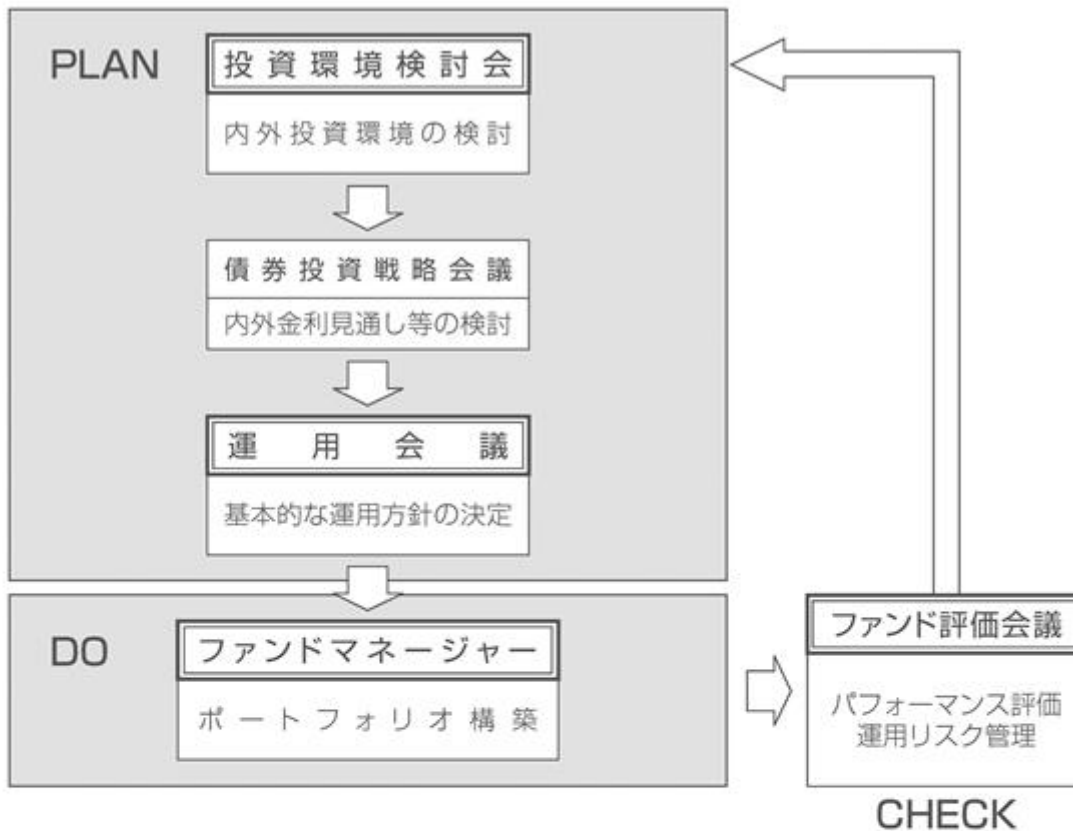 PLAN
投資環境検討会
内外投資環境の検討
債券投資戦略会議
内外金利見通し等の検討
運用会議
基本的な運用方針の決定
DO
ファンドマネージャー
ポートフォリオ構築
ファンド評価会議
パフォーマンス評価
運用リスク管理
CHECK